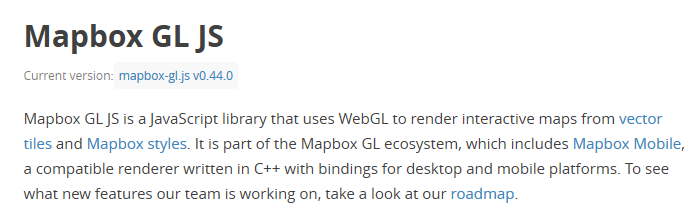 Mapbox GL JS
Current version: mapbox-gl.js v0.44.0
Mapbox GL JS is a JavaScript library that uses WebGL to render interactive maps from vector
tiles and Mapbox styles. It is part of the Mapbox GL ecosystem, which includes Mapbox Mobile,
a compatible renderer written in C++ with bindings for desktop and mobile platforms. To see
what new features our team is working on, take a look at our roadmap.